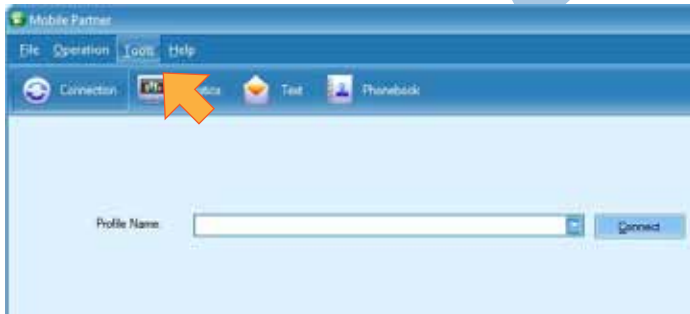 Mobile Partner
File Operation Tools Help
Connection Text Phonebook
Profile Name
Connect